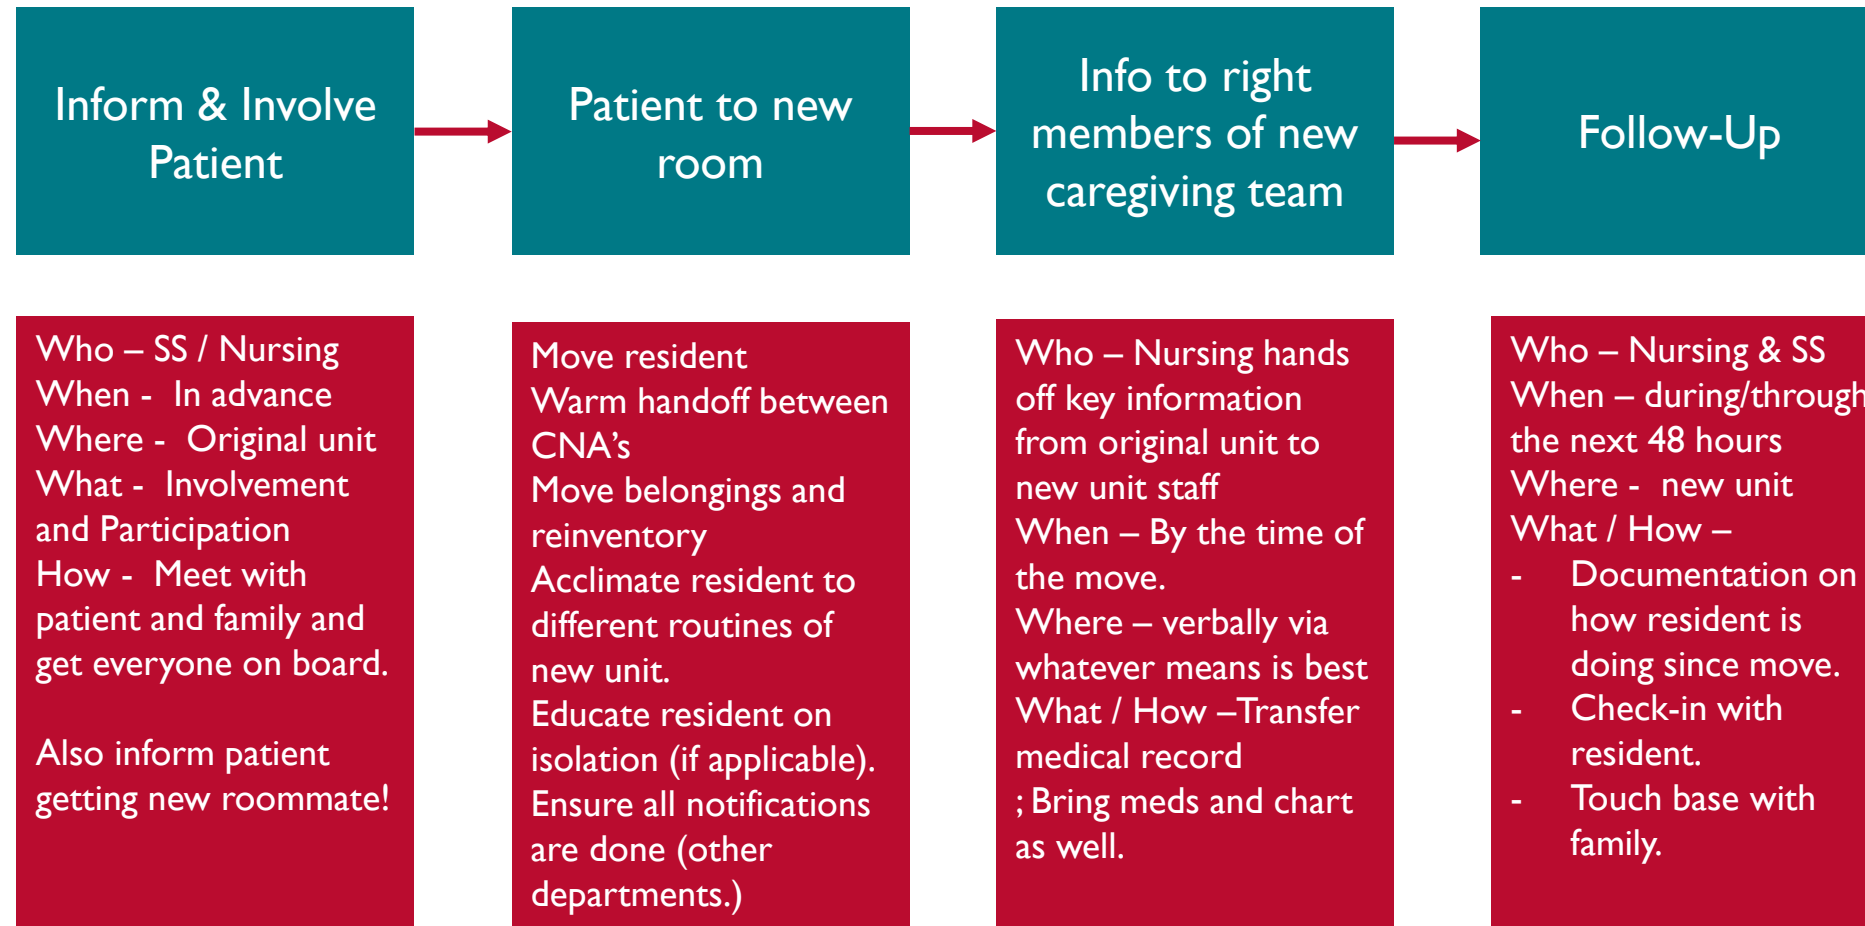 Inform & Involve
Patient
Patient to new
room
Info to right
members of new
caregiving team
Follow-Up
Who – SS / Nursing
When - In advance
Where - Original unit
What - Involvement
and Participation
How - Meet with
patient and family and
get everyone on board.
Also inform patient
getting new roommate!
Move resident
Warm handoff between
CNA’s
Move belongings and
reinventory
Acclimate resident to
different routines of
new unit.
Educate resident on
isolation (if applicable).
Ensure all notifications
are done (other
departments.)
Who – Nursing hands
off key information
from original unit to
new unit staff
When – By the time of
the move.
Where – verbally via
whatever means is best
What / How –Transfer
medical record
; Bring meds and chart
as well.
Who – Nursing & SS
When – during/through
the next 48 hours
Where - new unit
What / How –
- Documentation on
how resident is
doing since move.
- Check-in with
resident.
- Touch base with
family.